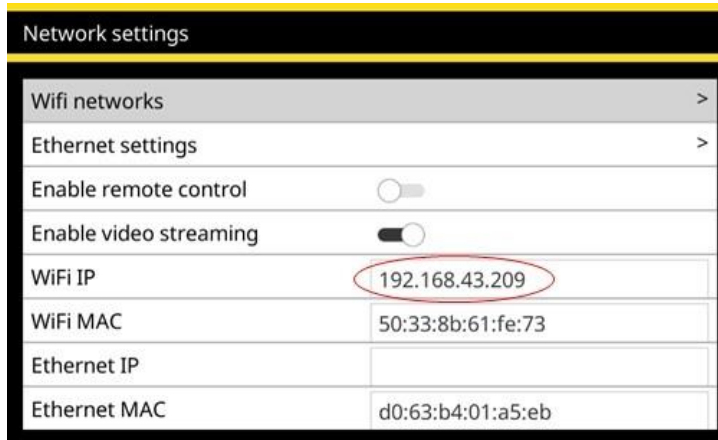 Network settings
Wifi networks >
Ethernet settings >
Enable remote control
Enable video streaming
WiFi IP 192.168.43.209
WiFi MAC 50:33:8b:61:fe:73
Ethernet IP
Ethernet MAC d0:63:b4:01:a5:eb